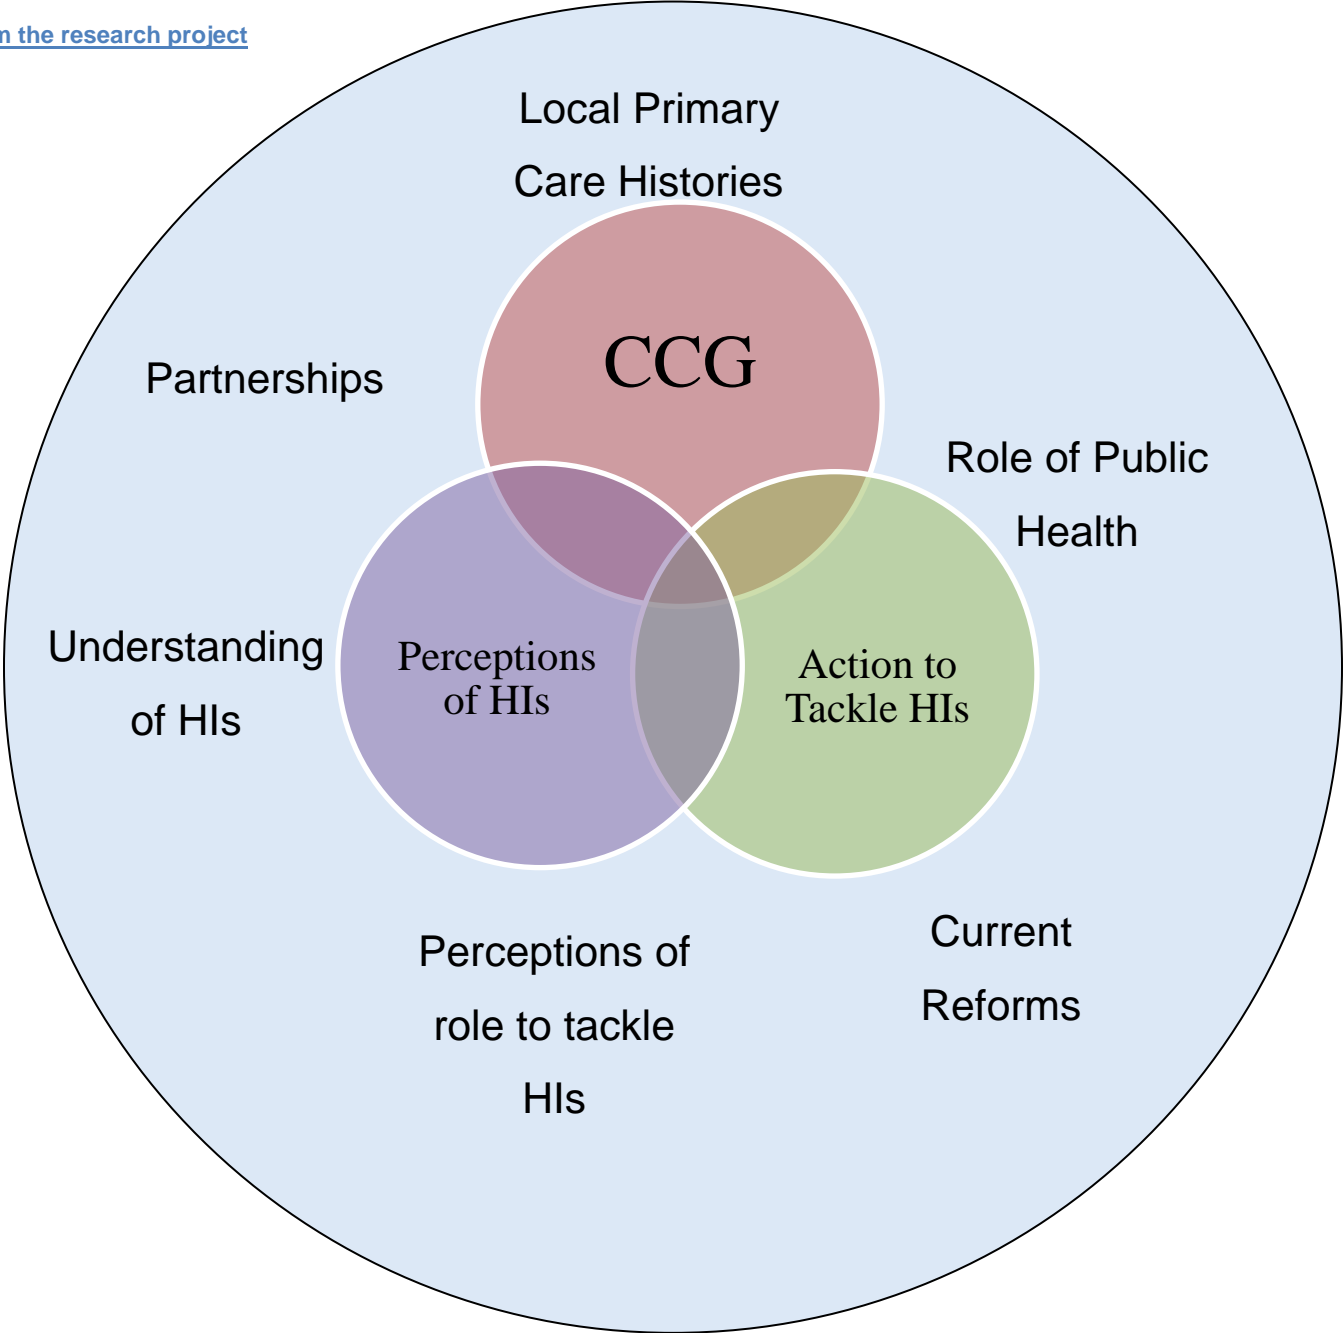 the research project
Local Primary
Care Histories
CCG
Partnerships
Role of Public
Health
Understanding
of HIs
Perceptions
of HIs
Action to
Tackle HIs
Perceptions of
role to tackle
HIs
Current
Reforms